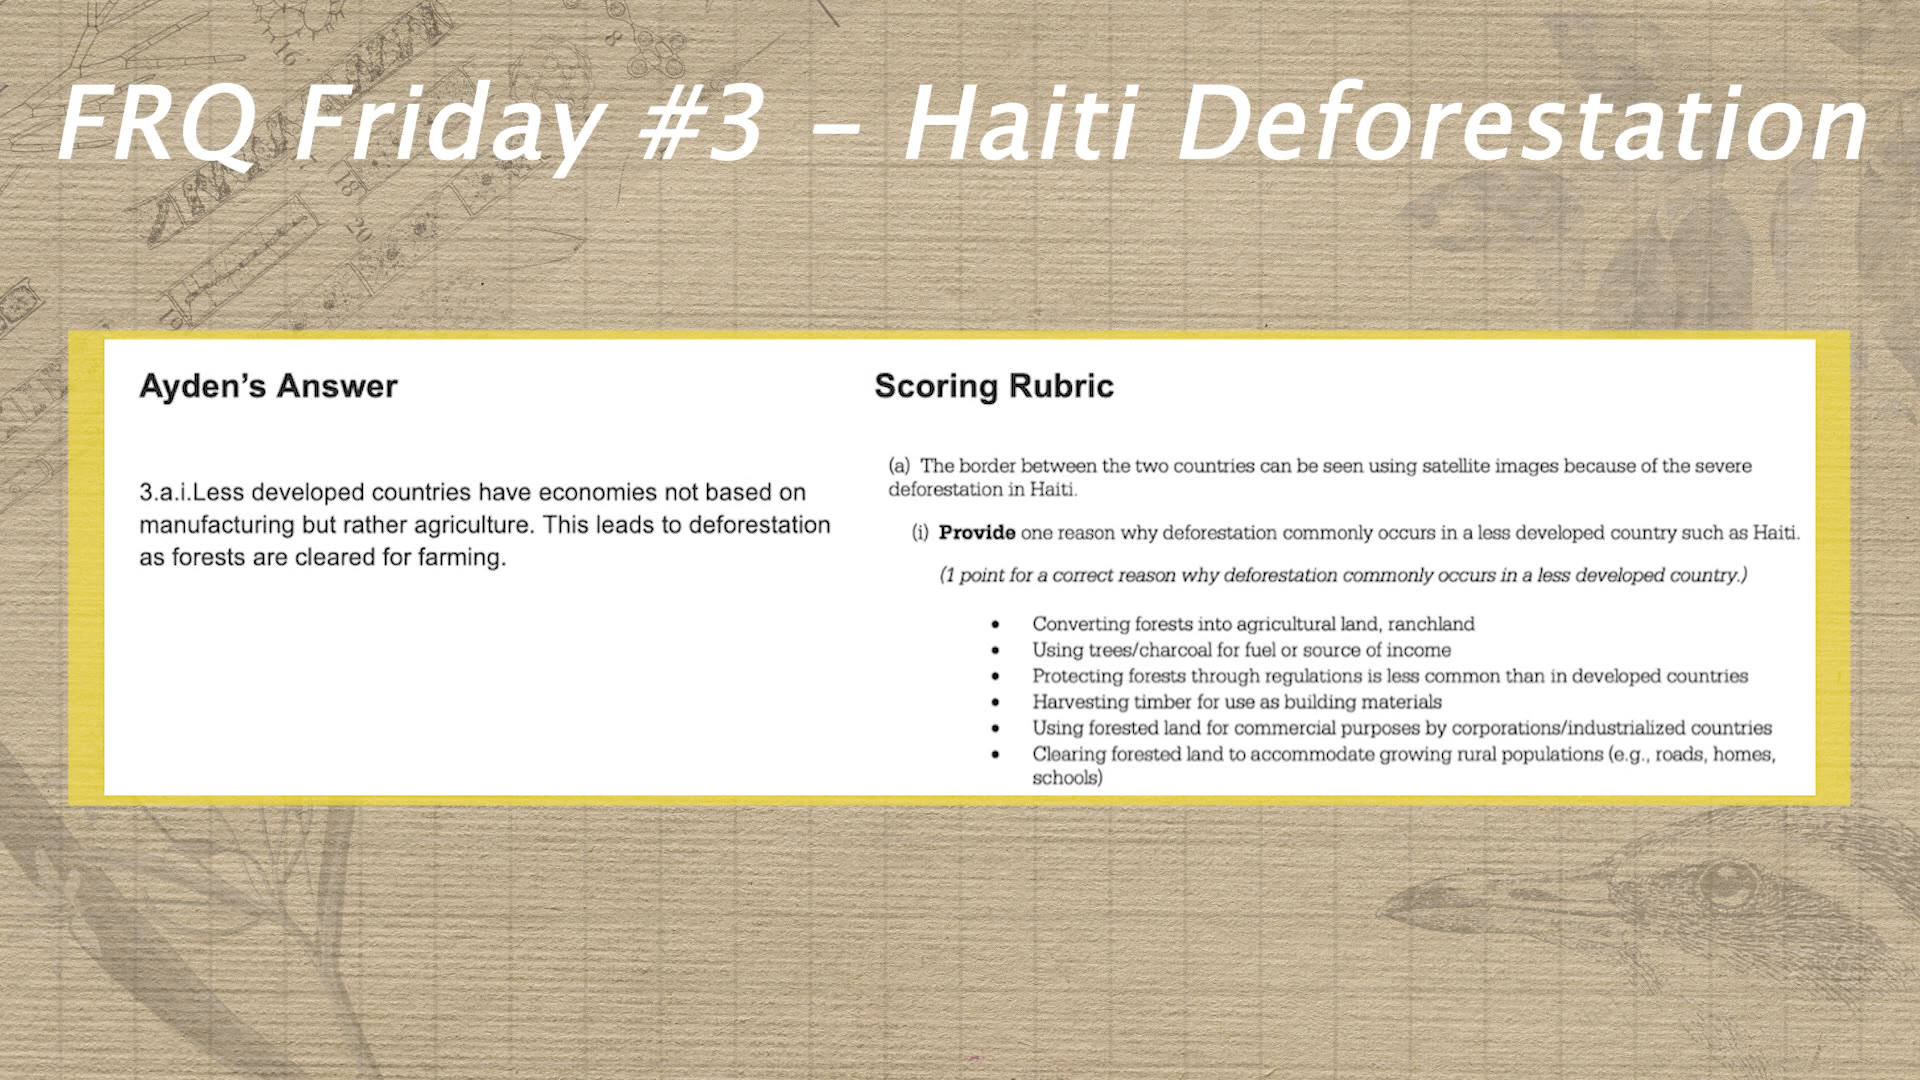 FRQ Friday #3 – Haiti Deforestation
Ayden's Answer
3.a.i.Less developed countries have economies not based on
manufacturing but rather agriculture. This leads to deforestation
as forests are cleared for farming.
Scoring Rubric
(a) The border between the two countries can be seen using satellite images because of the severe
deforestation in Haiti.
(i) Provide one reason why deforestation commonly occurs in a less developed country such as Haiti.
(1 point for a correct reason why deforestation commonly occurs in a less developed country.)
• Converting forests into agricultural land, ranchland
• Using trees/charcoal for fuel or source of income
• Protecting forests through regulations is less common than in developed countries
• Harvesting timber for use as building materials
• Using forested land for commercial purposes by corporations/industrialized countries
• Clearing forested land to accommodate growing rural populations (e.g., roads, homes,
schools)
16
8
18
20